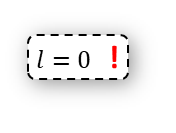 l = 0 !